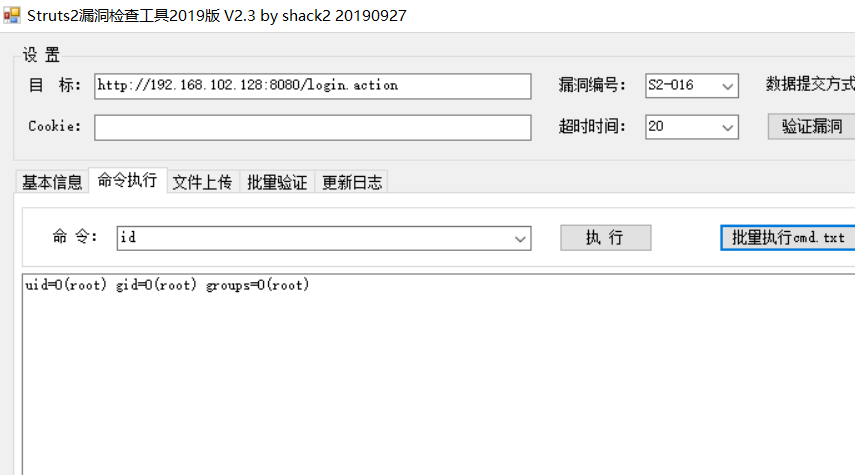 Struts2漏洞检查工具2019版 V2.3 by shack2 20190927
设 置
目 标: http://192.168.102.128:8080/login.action 漏洞编号: S2-016 数据提交方式
Cookie: 超时时间: 20 验证漏洞
基本信息 命令执行 文件上传 批量验证 更新日志
命 令: id 执 行 批量执行cmd.txt
uid=0(root) gid=0(root) groups=0(root)